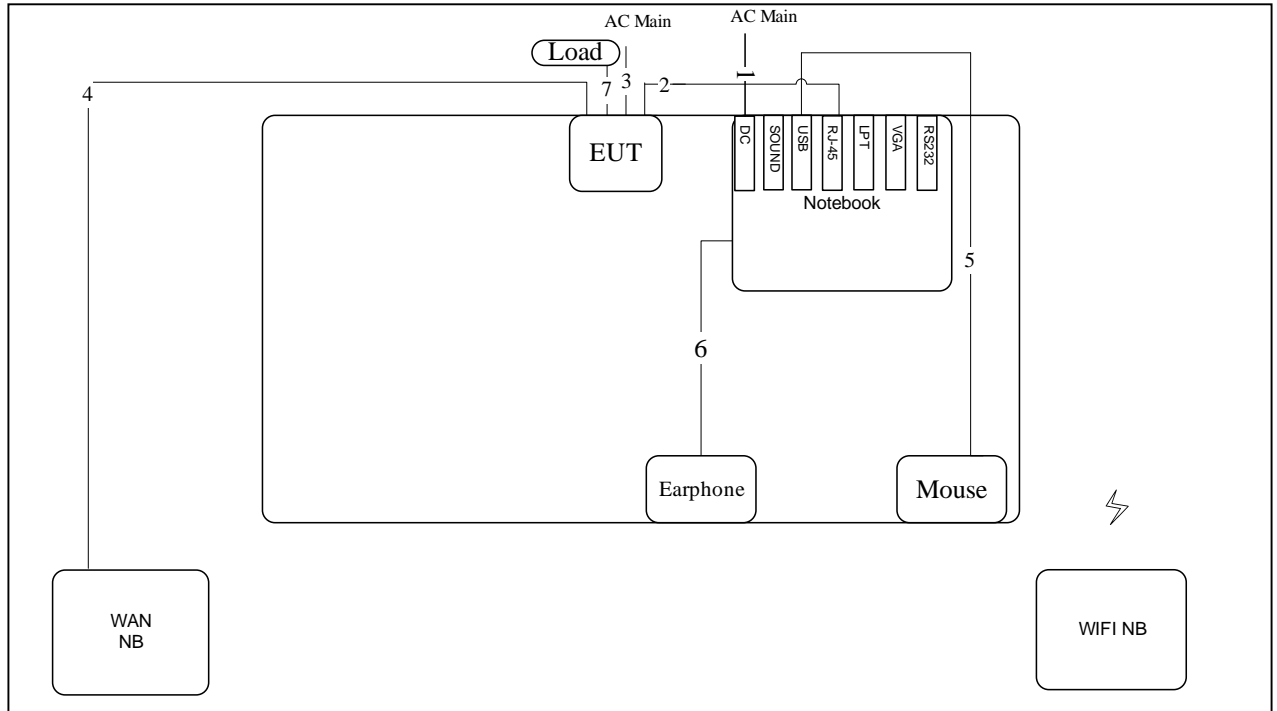 AC Main
AC Main
Load
1
4
7
3
2
EUT
DC
SOUND
USB
RJ-45
LPT
VGA
RS232
Notebook
5
6
Earphone
Mouse
WAN
NB
WIFI NB